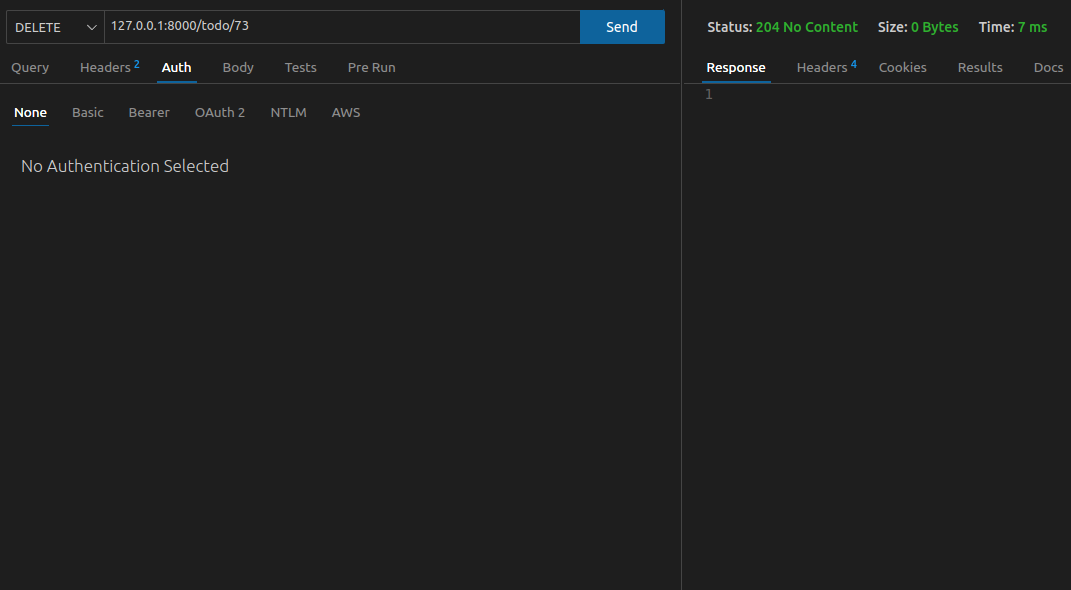 DELETE 127.0.0.1:8000/todo/73 Send
Query Headers 2 Auth Body Tests Pre Run
None Basic Bearer OAuth 2 NTLM AWS
No Authentication Selected
Status: 204 No Content Size: 0 Bytes Time: 7 ms
Response Headers 4 Cookies Results Docs
1